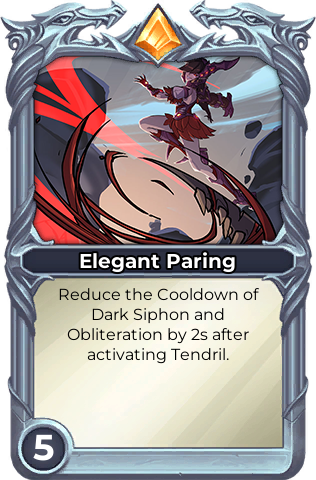 Elegant Paring
Reduce the Cooldown of
Dark Siphon and
Obliteration by 2s after
activating Tendril.
5